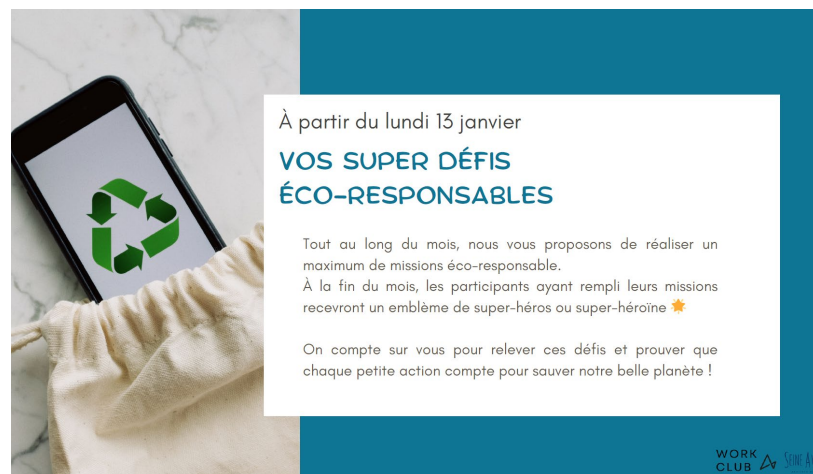 À partir du lundi 13 janvier
VOS SUPER DÉFIS
ÉCO-RESPONSABLES
Tout au long du mois, nous vous proposons de réaliser un
maximum de missions éco-responsable.
À la fin du mois, les participants ayant rempli leurs missions
recevront un emblème de super-héros ou super-héroïne
On compte sur vous pour relever ces défis et prouver que
chaque petite action compte pour sauver notre belle planète !
WORK
CLUB
SEINE